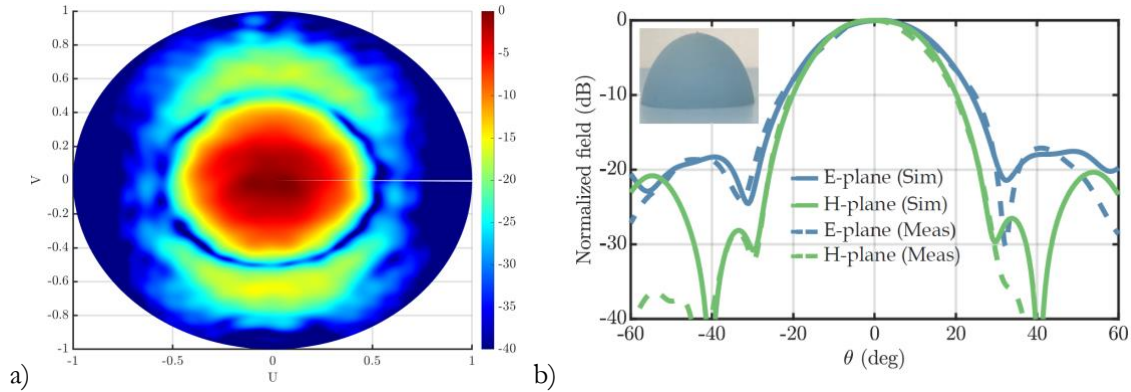 1
0.8
0.6
0.4
0.2
0
-0.2
-0.4
-0.6
-0.8
-1
V
-1 -0.5 0 0.5 1
U
0
-5
-10
-15
-20
-25
-30
-35
-40
a)
0
-10
-20
-30
-40
Normalized field (dB)
E-plane (Sim)
H-plane (Sim)
E-plane (Meas)
H-plane (Meas)
-60 -40 -20 0 20 40 60
θ (deg)
b)